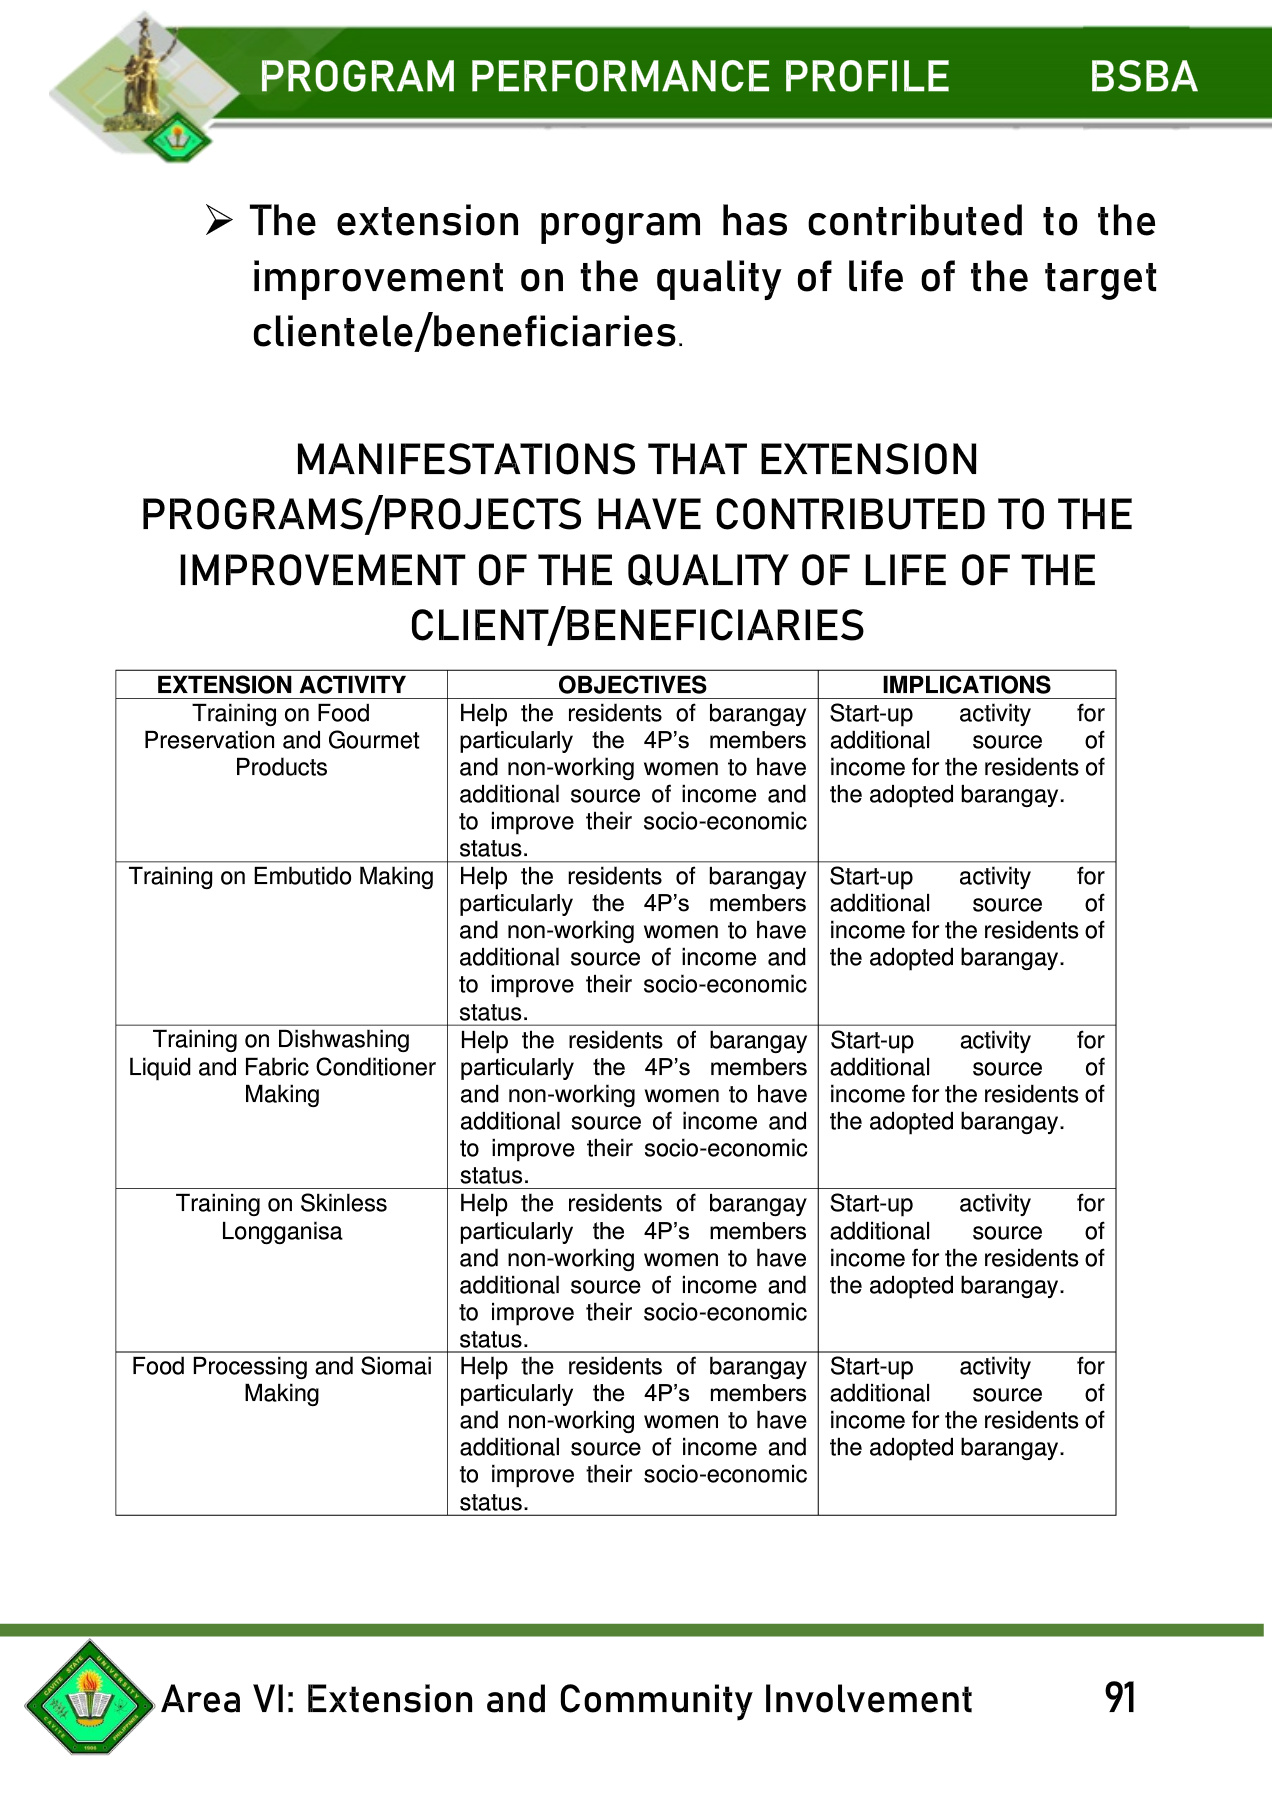 PROGRAM PERFORMANCE PROFILE BSBA
➢ The extension program has contributed to the
improvement on the quality of life of the target
clientele/beneficiaries.
MANIFESTATIONS THAT EXTENSION
PROGRAMS/PROJECTS HAVE CONTRIBUTED TO THE
IMPROVEMENT OF THE QUALITY OF LIFE OF THE
CLIENT/BENEFICIARIES
EXTENSION ACTIVITY OBJECTIVES IMPLICATIONS
Training on Food
Preservation and Gourmet
Products
Help the residents of barangay
particularly the 4P's members
and non-working women to have
additional source of income and
to improve their socio-economic
status.
Start-up activity for
additional source of
income for the residents of
the adopted barangay.
Training on Embutido Making
Help the residents of barangay
particularly the 4P's members
and non-working women to have
additional source of income and
to improve their socio-economic
status.
Start-up activity for
additional source of
income for the residents of
the adopted barangay.
Training on Dishwashing
Liquid and Fabric Conditioner
Making
Help the residents of barangay
particularly the 4P's members
and non-working women to have
additional source of income and
to improve their socio-economic
status.
Start-up activity for
additional source of
income for the residents of
the adopted barangay.
Training on Skinless
Longganisa
Help the residents of barangay
particularly the 4P's members
and non-working women to have
additional source of income and
to improve their socio-economic
status.
Start-up activity for
additional source of
income for the residents of
the adopted barangay.
Food Processing and Siomai
Making
Help the residents of barangay
particularly the 4P's members
and non-working women to have
additional source of income and
to improve their socio-economic
status.
Start-up activity for
additional source of
income for the residents of
the adopted barangay.
CAVITE STATE UNIVERSITY
CAVITE PHILIPPINES
1906
Area VI: Extension and Community Involvement 91